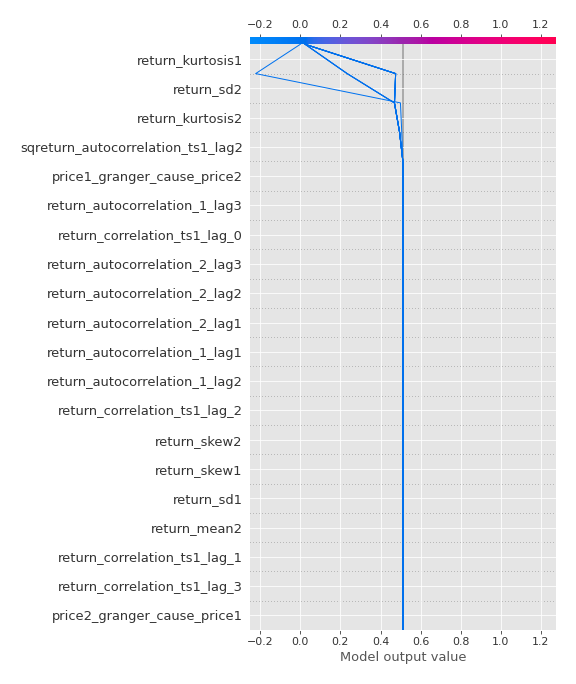 −0.2 0.0 0.2 0.4 0.6 0.8 1.0 1.2
return_kurtosis1
return_sd2
return_kurtosis2
sqreturn_autocorrelation_ts1_lag2
price1_granger_cause_price2
return_autocorrelation_1_lag3
return_correlation_ts1_lag_0
return_autocorrelation_2_lag3
return_autocorrelation_2_lag2
return_autocorrelation_2_lag1
return_autocorrelation_1_lag1
return_autocorrelation_1_lag2
return_correlation_ts1_lag_2
return_skew2
return_skew1
return_sd1
return_mean2
return_correlation_ts1_lag_1
return_correlation_ts1_lag_3
price2_granger_cause_price1
−0.2 0.0 0.2 0.4 0.6 0.8 1.0 1.2
Model output value